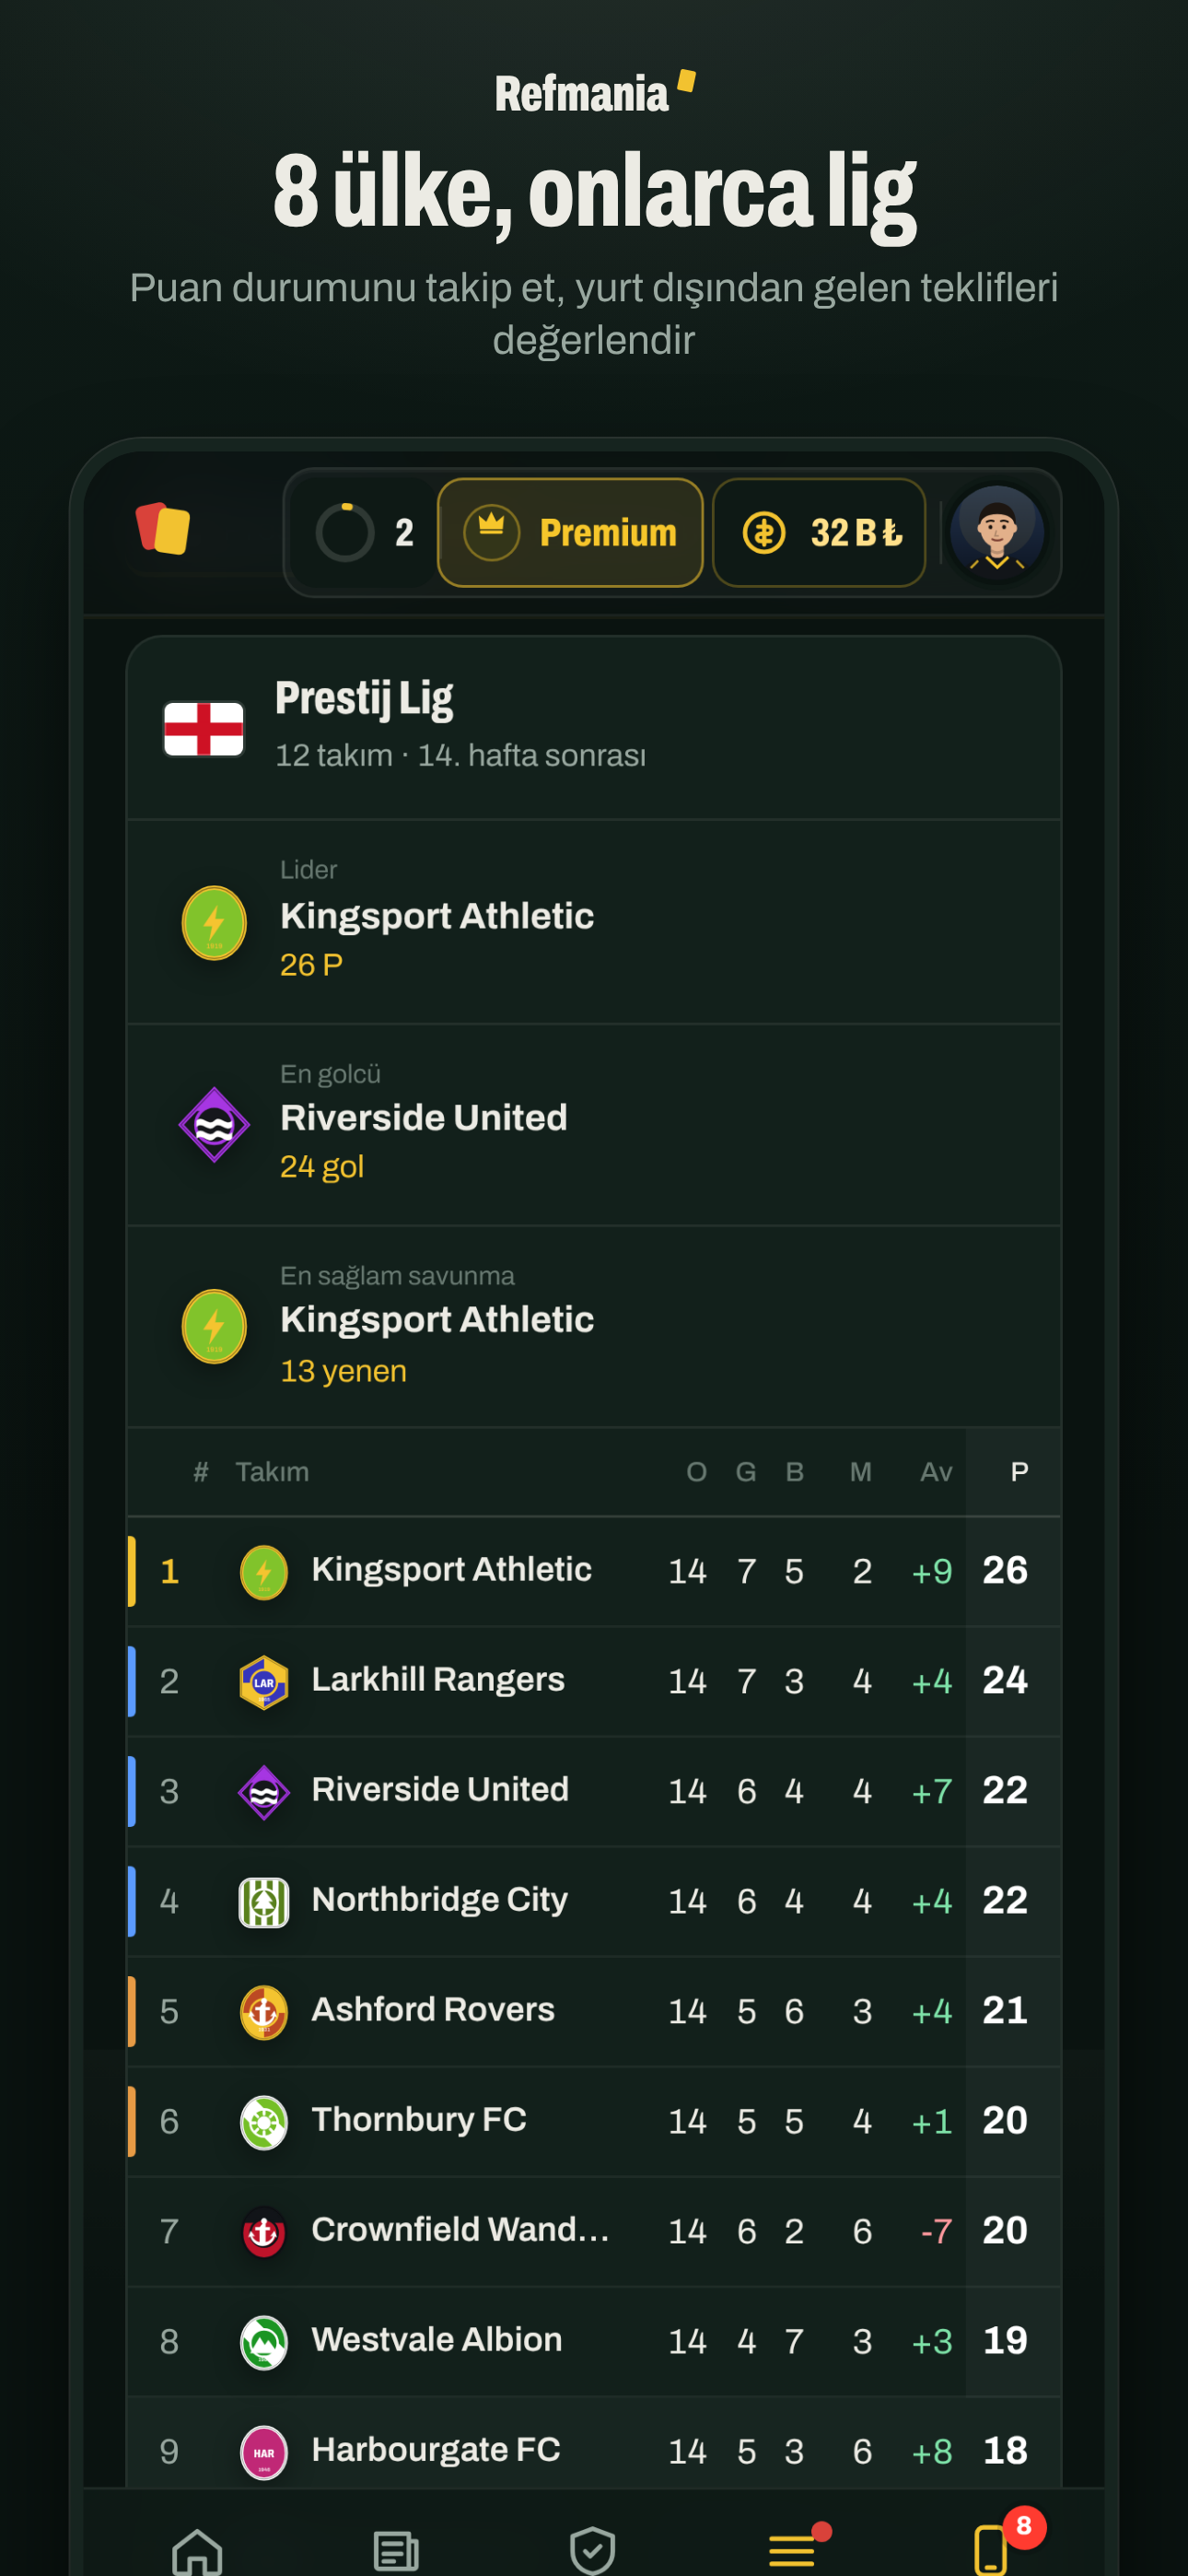 Refmania
8 ülke, onlarca lig
Puan durumunu takip et, yurt dışından gelen teklifleri
değerlendir
2 Premium 32 B ₺
Prestij Lig
12 takım · 14. hafta sonrası
Lider
Kingsport Athletic
26 P
En golcü
Riverside United
24 gol
En sağlam savunma
Kingsport Athletic
13 yenen
# Takım O G B M Av P
1 Kingsport Athletic 14 7 5 2 +9 26
2 LAR Larkhill Rangers 14 7 3 4 +4 24
3 Riverside United 14 6 4 4 +7 22
4 Northbridge City 14 6 4 4 +4 22
5 Ashford Rovers 14 5 6 3 +4 21
6 Thornbury FC 14 5 5 4 +1 20
7 Crownfield Wand... 14 6 2 6 -7 20
8 Westvale Albion 14 4 7 3 +3 19
9 HAR Harbourgate FC 14 5 3 6 +8 18
8